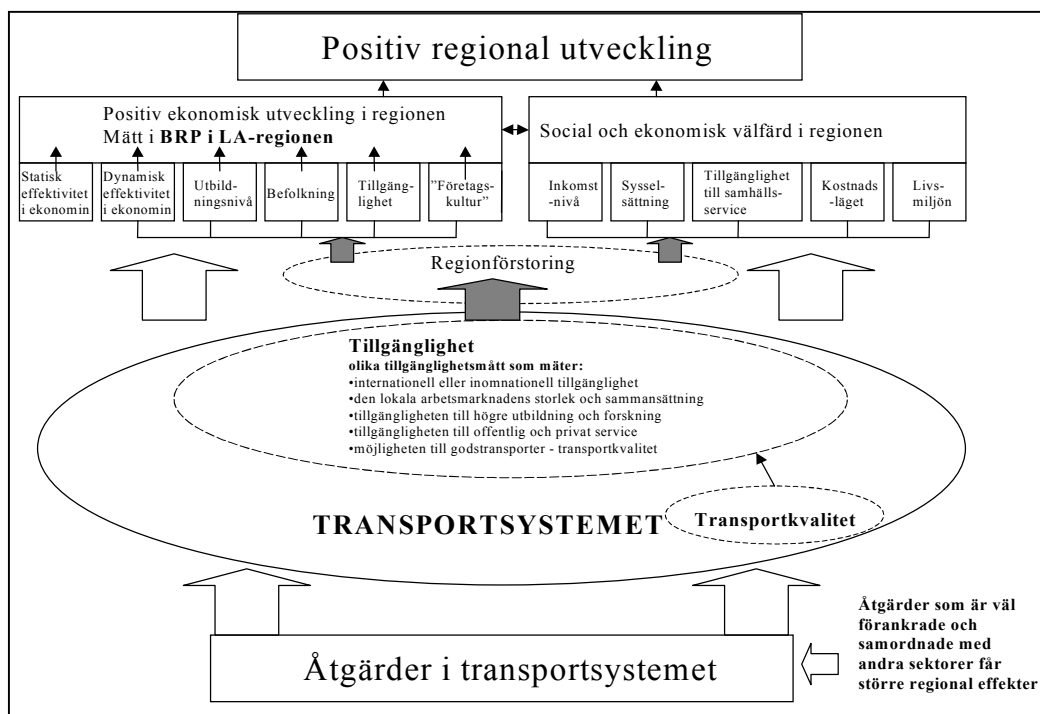 Positiv regional utveckling
Positiv ekonomisk utveckling i regionen
Mätt i BRP i LA-regionen
Social och ekonomisk välfärd i regionen
Statisk
effektivitet
i ekonomin
Dynamisk
effektivitet
i ekonomin
Utbild-
ningsnivå
Befolkning
Tillgäng-
lighet
”Företags-
kultur”
Inkomst
-nivå
Syssel-
sättning
Tillgänglighet
till samhälls-
service
Kostnads
-läget
Livs-
miljön
Regionförstoring
Tillgänglighet
olika tillgänglighetsmått som mäter:
•internationell eller inomnationell tillgänglighet
•den lokala arbetsmarknadens storlek och sammansättning
•tillgängligheten till högre utbildning och forskning
•tillgängligheten till offentlig och privat service
•möjligheten till godstransporter - transportkvalitet
TRANSPORTSYSTEMET
Transportkvalitet
Åtgärder i transportsystemet
Åtgärder som är väl
förankrade och
samordnade med
andra sektorer får
större regional effekter